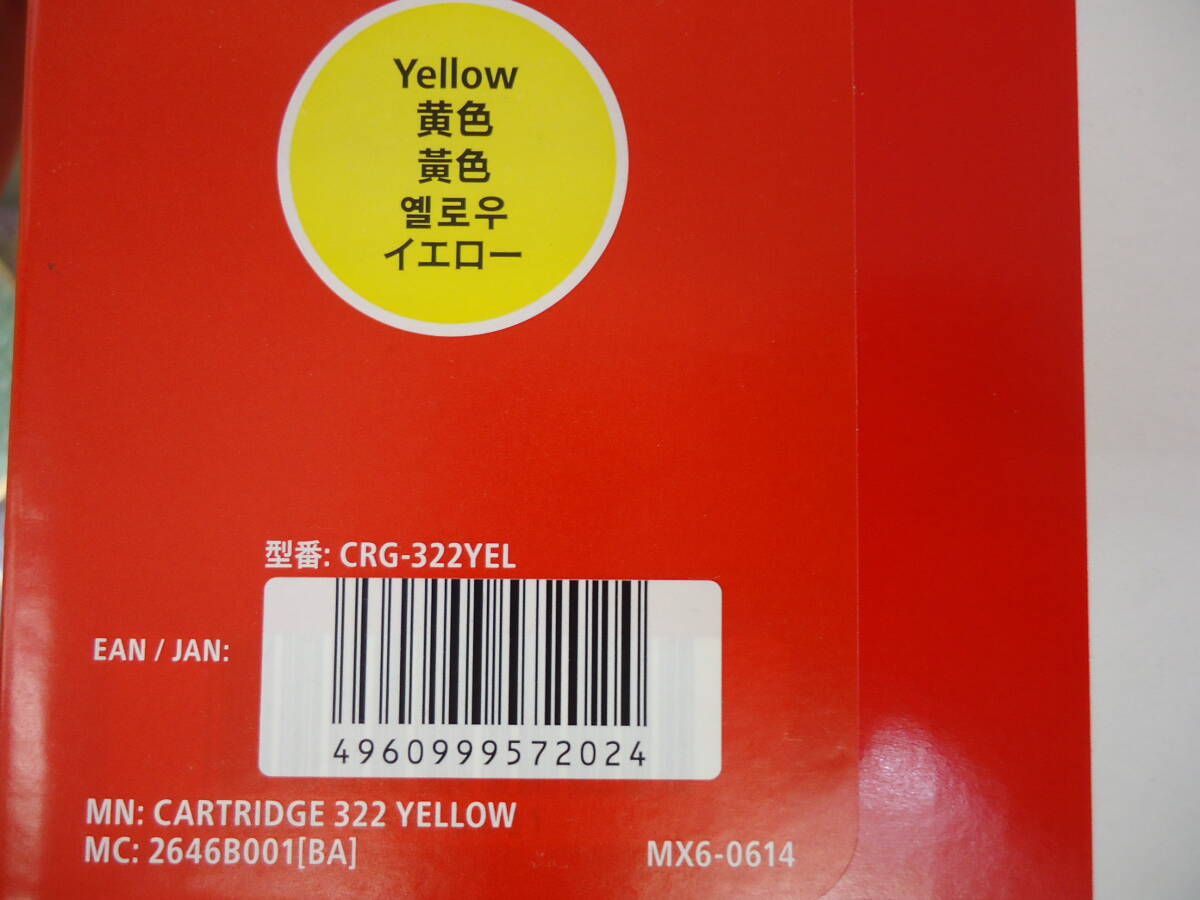 Yellow
黄色
黃色
옐로우
イエロー
型番: CRG-322YEL
EAN / JAN:
4960999572024
MN: CARTRIDGE 322 YELLOW
MC: 2646B001[BA]
MX6-0614